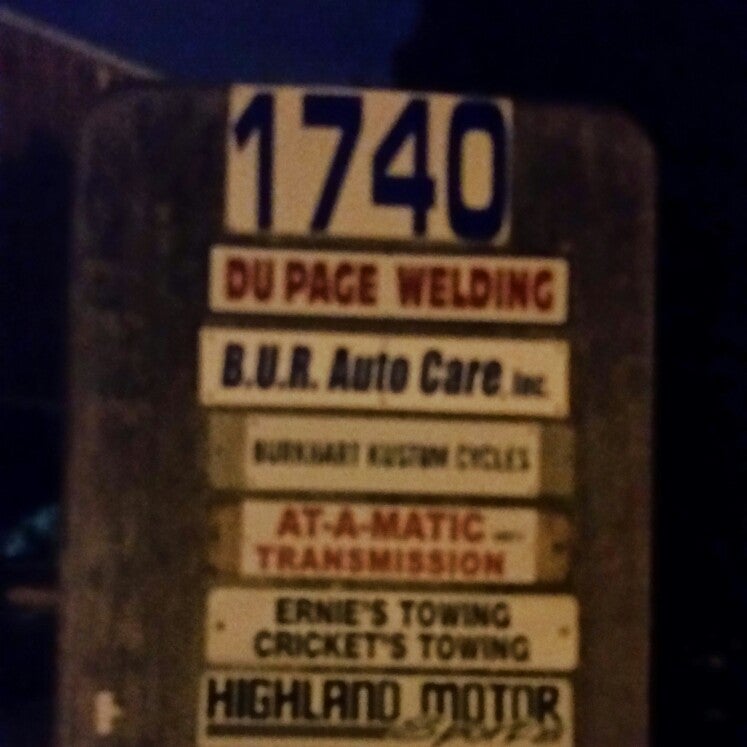 1740
DU PAGE WELDING
B.U.R. Auto Care, Inc.
BURKHART KUSTOM CYCLES
AT-A-MATIC
TRANSMISSION
ERNIE'S TOWING
CRICKET'S TOWING
HIGHLAND MOTOR
Sports